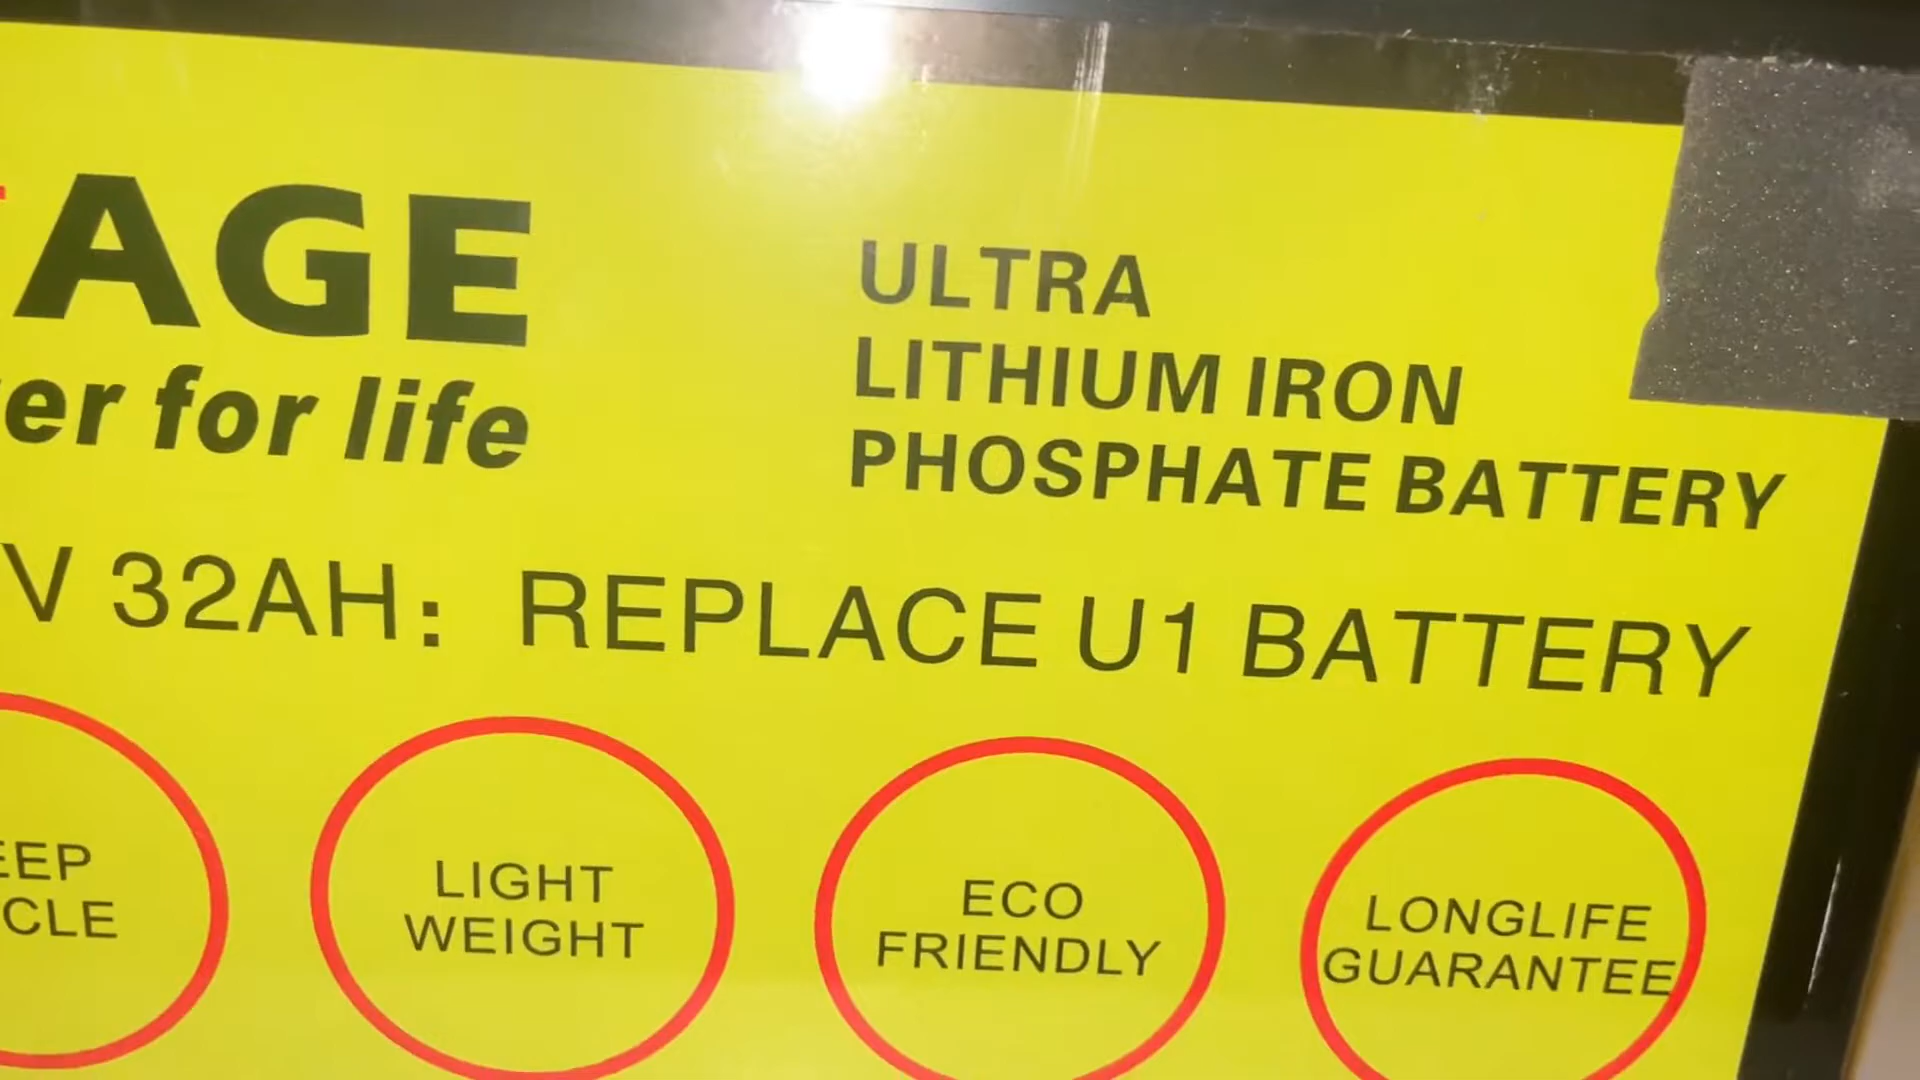 AGE
er for life
ULTRA
LITHIUM IRON
PHOSPHATE BATTERY
V 32AH: REPLACE U1 BATTERY
EEP
CLE
LIGHT
WEIGHT
ECO
FRIENDLY
LONGLIFE
GUARANTEE